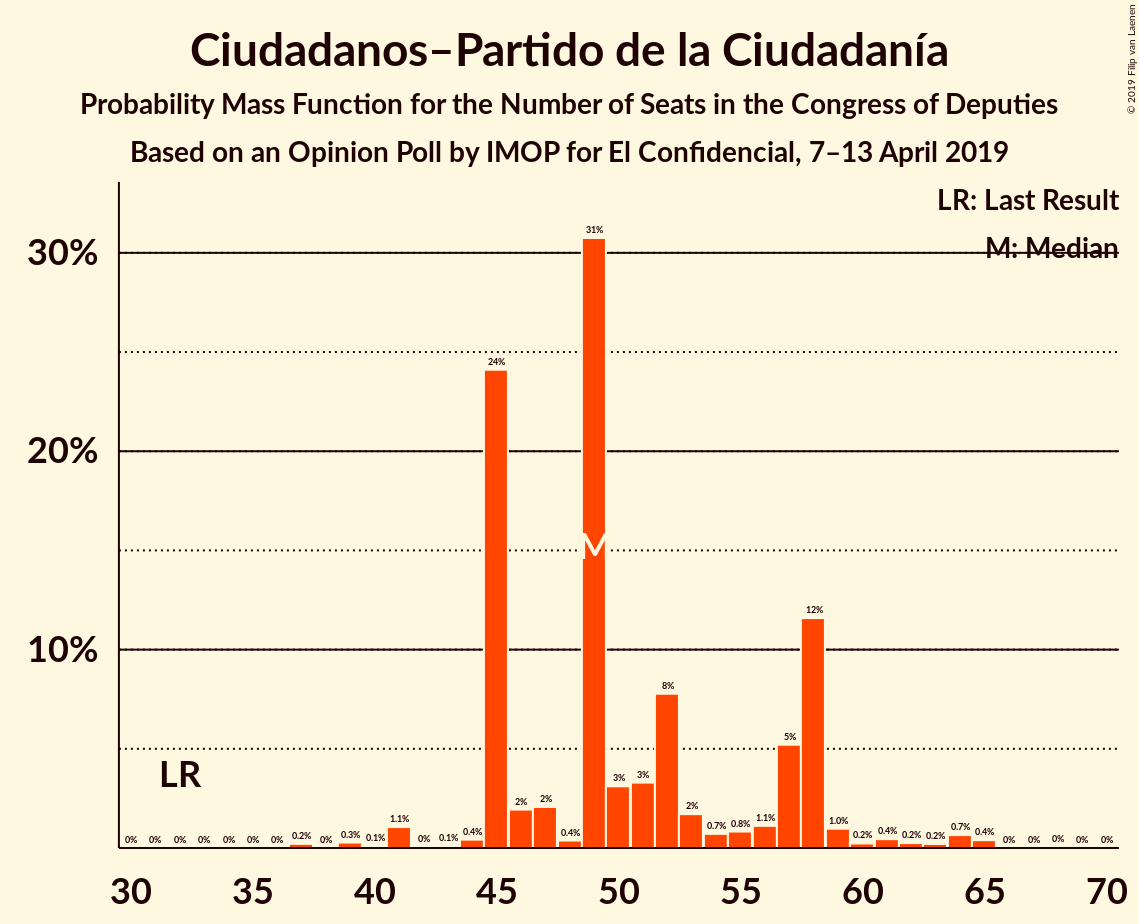 Ciudadanos–Partido de la Ciudadanía
Probability Mass Function for the Number of Seats in the Congress of Deputies
Based on an Opinion Poll by IMOP for El Confidencial, 7–13 April 2019
© 2019 Filip van Laenen
LR: Last Result
M: Median
30%
20%
10%
0% 0% 0% 0% 0% 0% 0% 0.2% 0% 0.3% 0.1% 1.1% 0% 0.1% 0.4% 24% 2% 2% 0.4% 31% 3% 3% 8% 2% 0.7% 0.8% 1.1% 5% 12% 1.0% 0.2% 0.4% 0.2% 0.2% 0.7% 0.4% 0% 0% 0% 0% 0%
M
LR
30 35 40 45 50 55 60 65 70